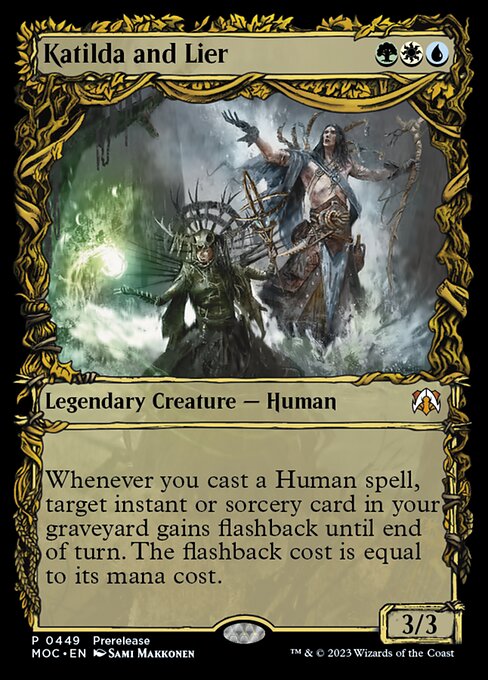 Katilda and Lier
Legendary Creature — Human
Whenever you cast a Human spell,
target instant or sorcery card in your
graveyard gains flashback until end
of turn. The flashback cost is equal
to its mana cost.
3/3
P 0449 Prerelease
MOC • EN Sami Makkonen
™ & © 2023 Wizards of the Coast